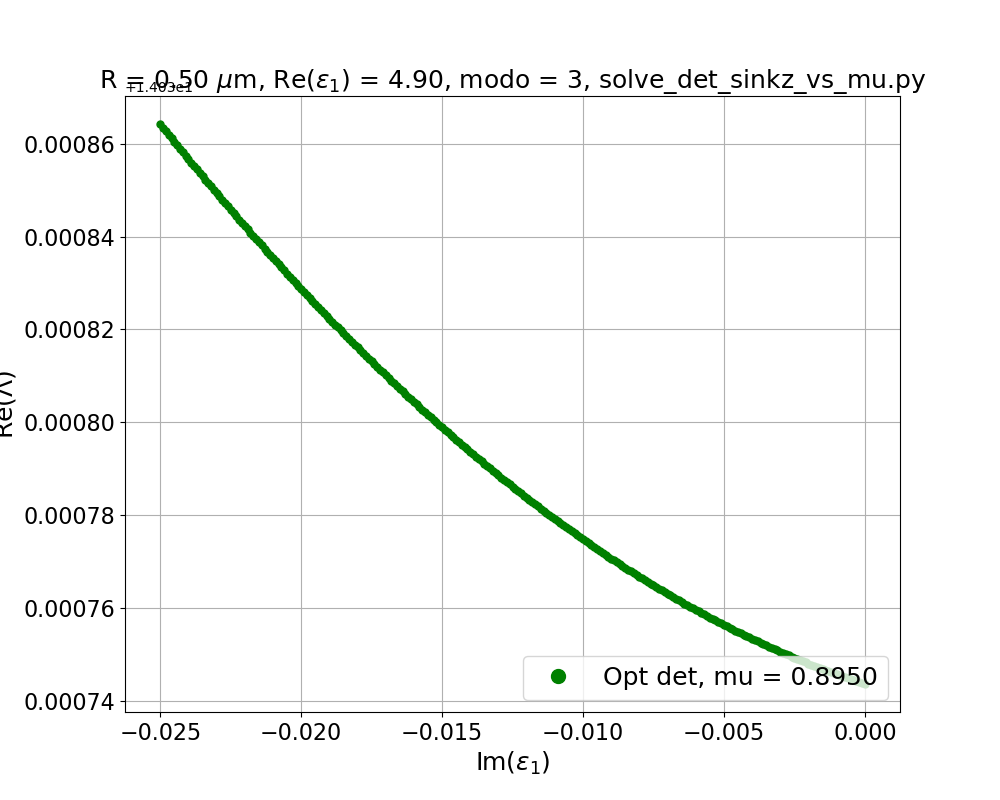 R = 0.50 μm, Re(ε₁) = 4.90, modo = 3, solve_det_sinkz_vs_mu.py
+1.403e1
0.00086
0.00084
0.00082
0.00080
0.00078
0.00076
0.00074
Re(Λ)
Opt det, mu = 0.8950
−0.025
−0.020
−0.015
−0.010
−0.005
0.000
Im(ε₁)